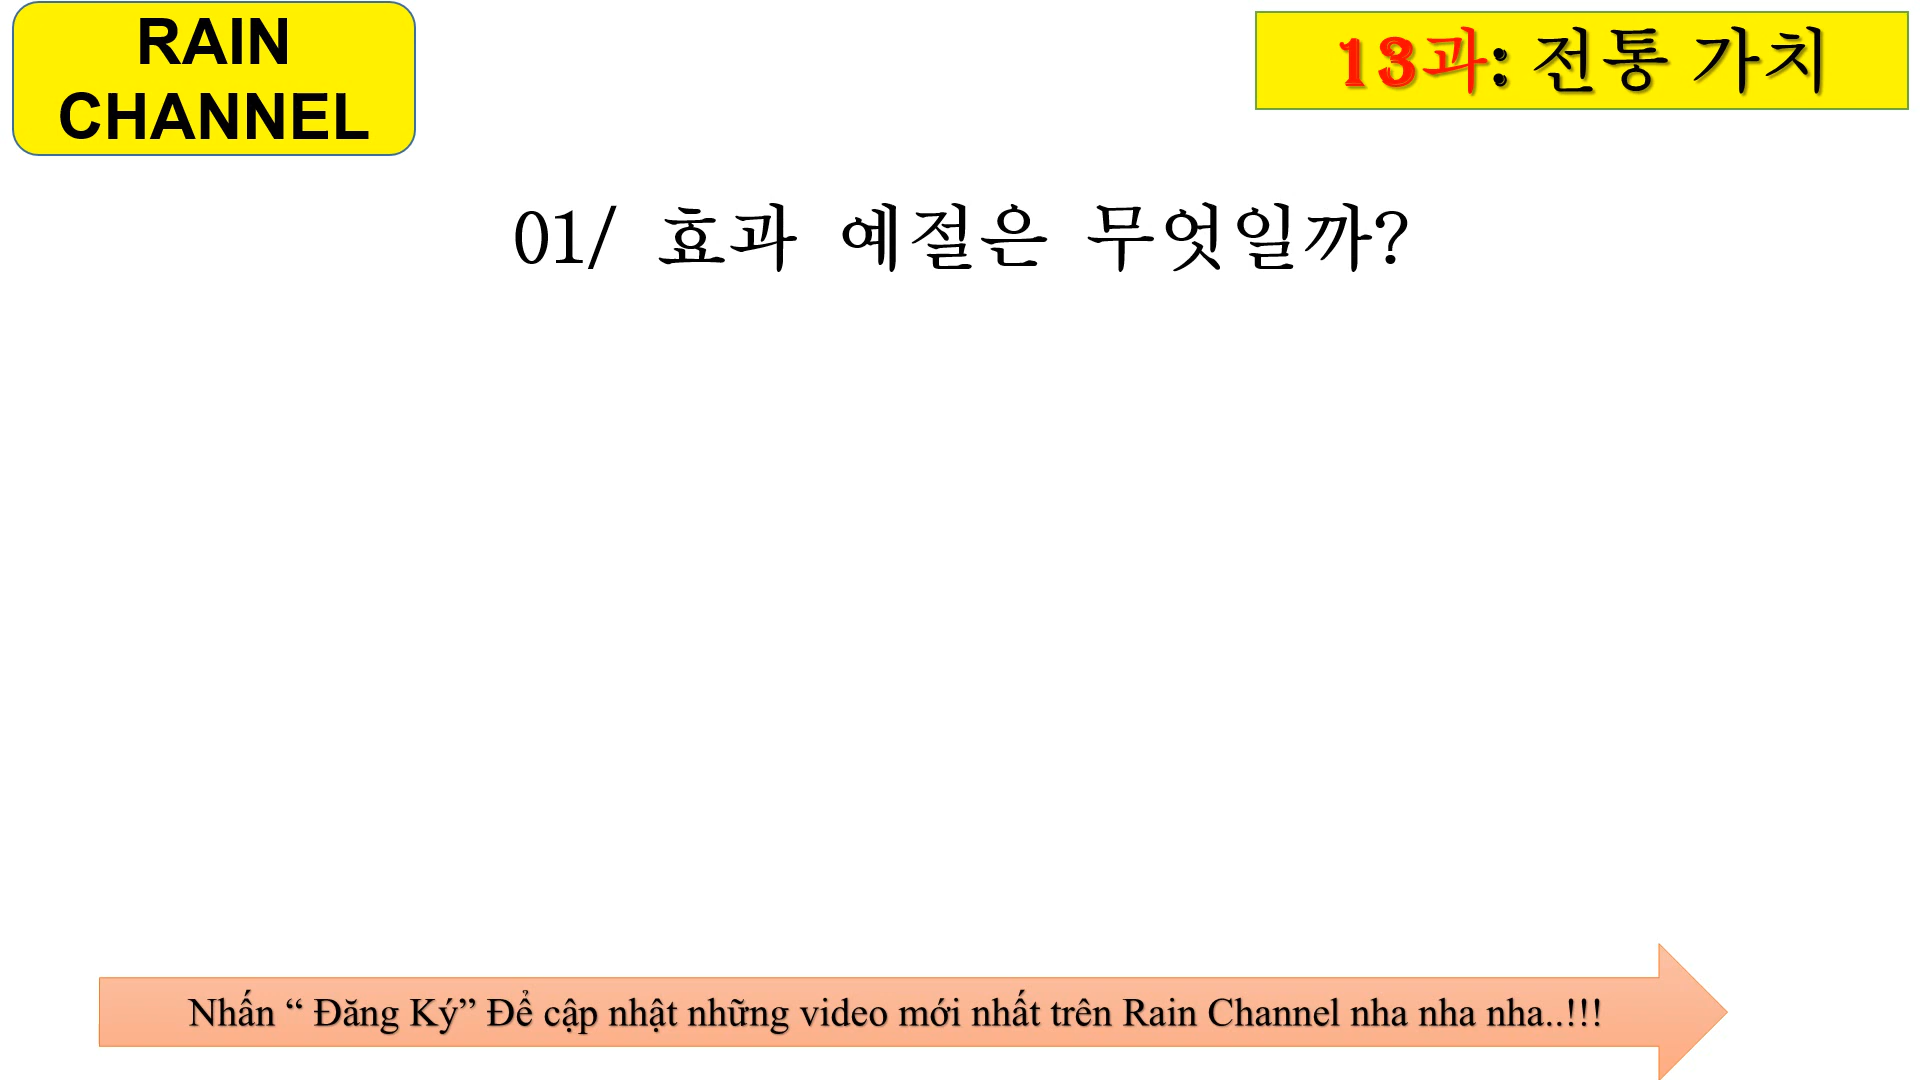 RAIN
CHANNEL
13과: 전통 가치
01/ 효과 예절은 무엇일까?
Nhấn “ Đăng Ký” Để cập nhật những video mới nhất trên Rain Channel nha nha nha..!!!